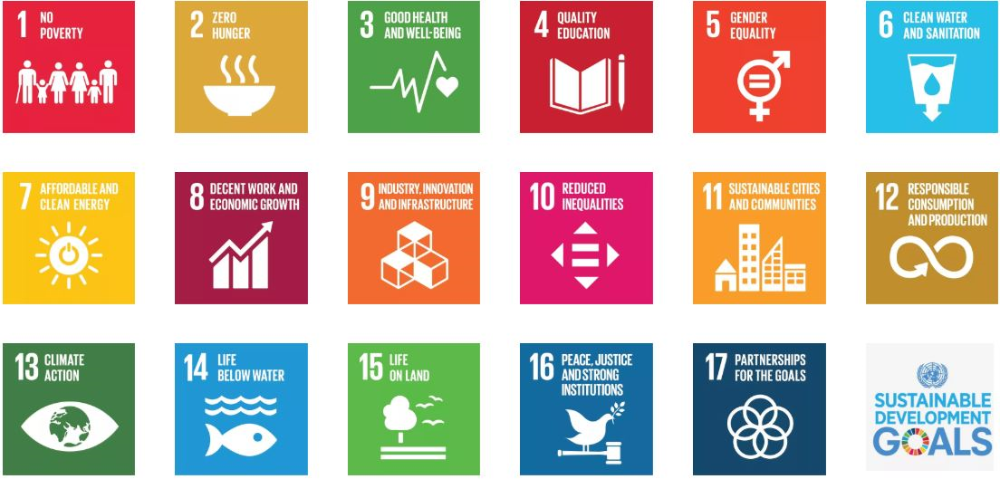 1 NO
POVERTY
2 ZERO
HUNGER
3 GOOD HEALTH
AND WELL-BEING
4 QUALITY
EDUCATION
5 GENDER
EQUALITY
6 CLEAN WATER
AND SANITATION
7 AFFORDABLE AND
CLEAN ENERGY
8 DECENT WORK AND
ECONOMIC GROWTH
9 INDUSTRY, INNOVATION
AND INFRASTRUCTURE
10 REDUCED
INEQUALITIES
11 SUSTAINABLE CITIES
AND COMMUNITIES
12 RESPONSIBLE
CONSUMPTION
AND PRODUCTION
13 CLIMATE
ACTION
14 LIFE
BELOW WATER
15 LIFE
ON LAND
16 PEACE, JUSTICE
AND STRONG
INSTITUTIONS
17 PARTNERSHIPS
FOR THE GOALS
SUSTAINABLE
DEVELOPMENT
GOALS